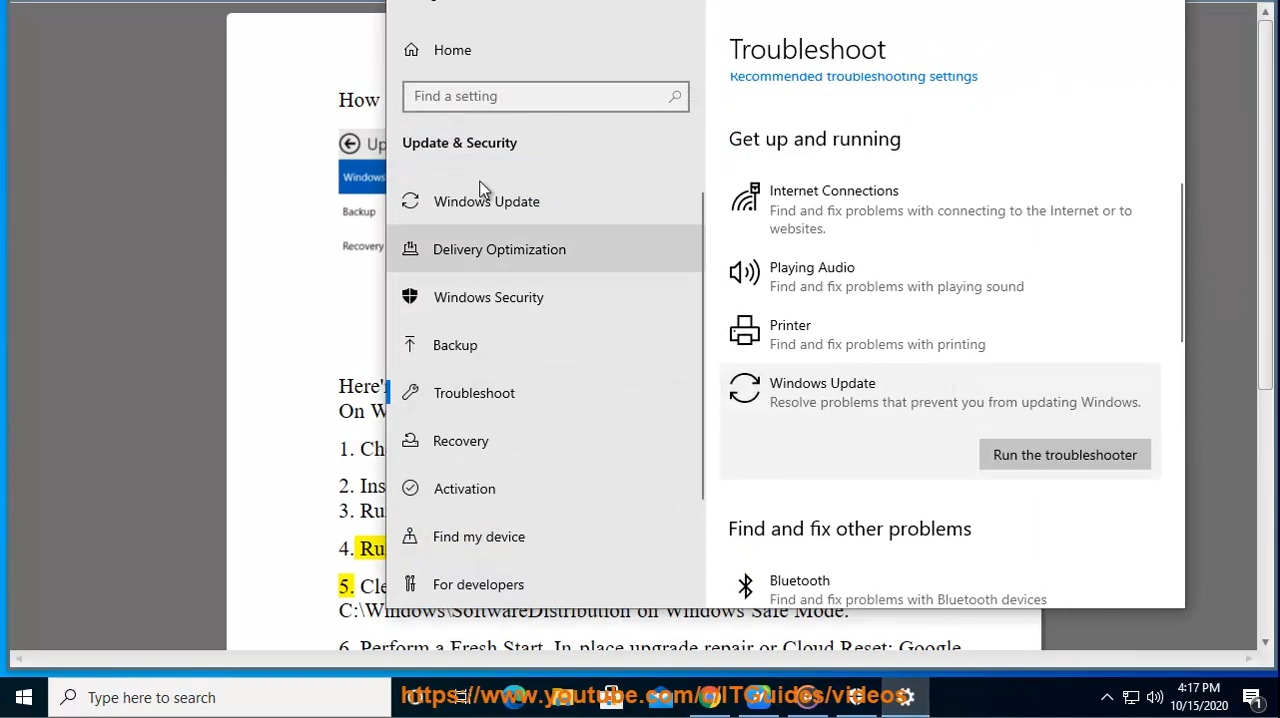 How
Up
Windows
Backup
Recovery
Here's
On W
1. Ch
2. Ins
3. Ru
4. Ru
5. Cle
C:\Windows\SoftwareDistribution on Windows Safe Mode.
6. Perform a Fresh Start, In-place upgrade repair or Cloud Reset: Google
Home
Find a setting
Update & Security
Windows Update
Delivery Optimization
Windows Security
Backup
Troubleshoot
Recovery
Activation
Find my device
For developers
Troubleshoot
Recommended troubleshooting settings
Get up and running
Internet Connections
Find and fix problems with connecting to the Internet or to
websites.
Playing Audio
Find and fix problems with playing sound
Printer
Find and fix problems with printing
Windows Update
Resolve problems that prevent you from updating Windows.
Run the troubleshooter
Find and fix other problems
Bluetooth
Find and fix problems with Bluetooth devices
Type here to search
https://www.youtube.com/c/ITGuides/videos
4:17 PM
10/15/2020
1